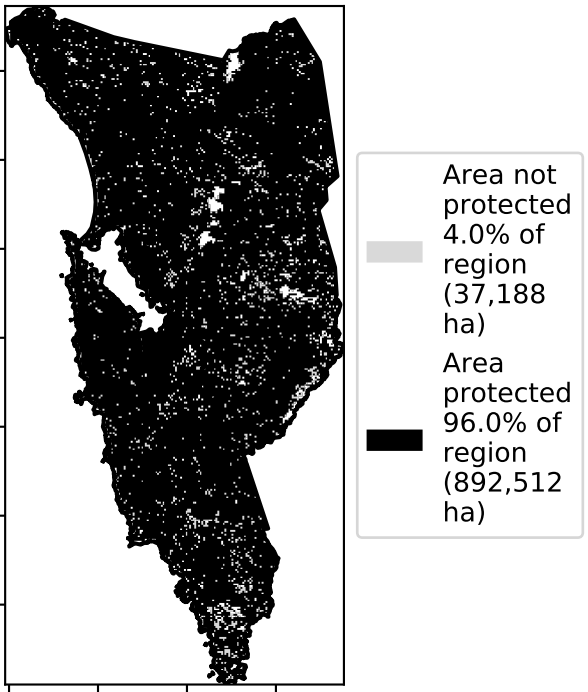 Area not
protected
4.0% of
region
(37,188
ha)
Area
protected
96.0% of
region
(892,512
ha)